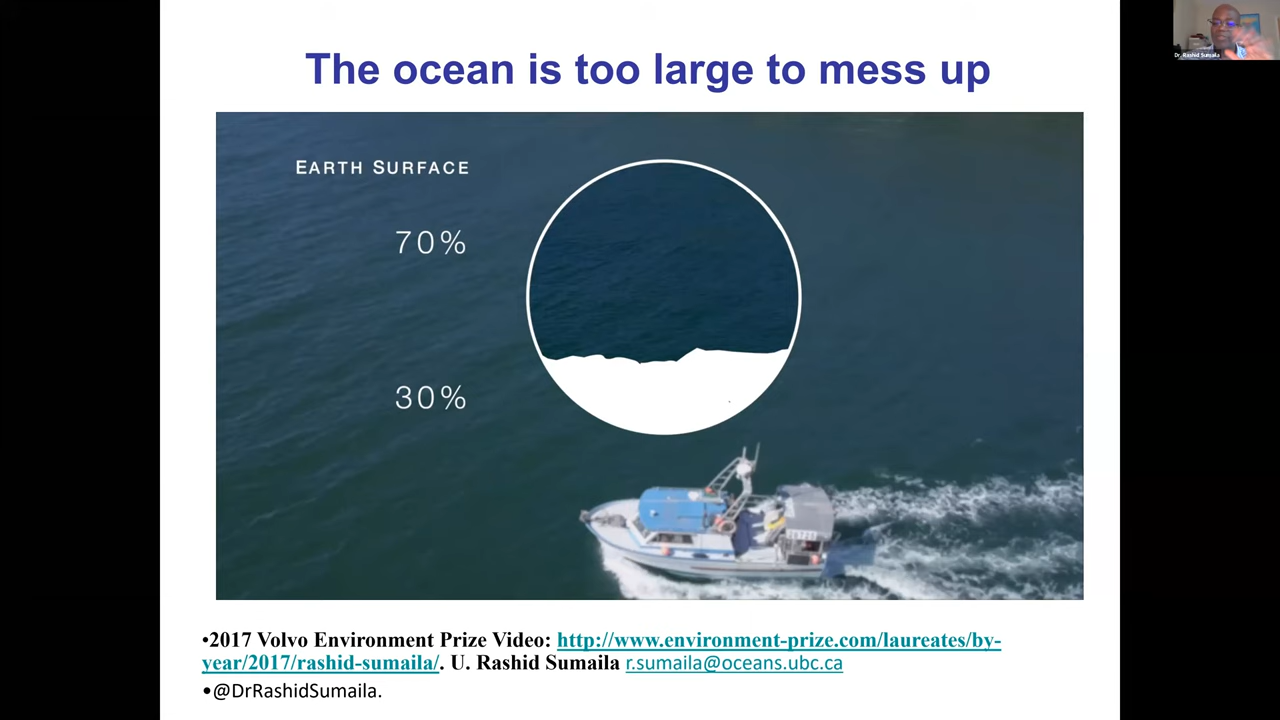 The ocean is too large to mess up
EARTH SURFACE
70%
30%
•2017 Volvo Environment Prize Video: http://www.environment-prize.com/laureates/by-
year/2017/rashid-sumaila/. U. Rashid Sumaila r.sumaila@oceans.ubc.ca
•@DrRashidSumaila.
Dr. Rashid Sumaila